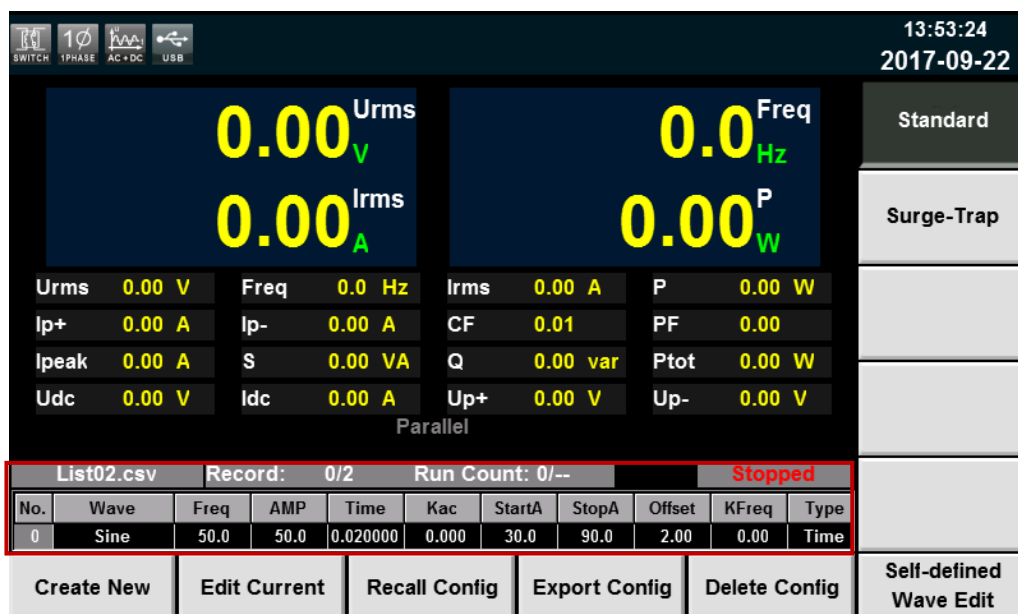 SWITCH 1Ø 1PHASE AC+DC USB
13:53:24
2017-09-22
0.00 Urms V
0.0 Freq Hz
0.00 Irms A
0.00 P W
Urms 0.00 V Freq 0.0 Hz Irms 0.00 A P 0.00 W
Ip+ 0.00 A Ip- 0.00 A CF 0.01 PF 0.00
Ipeak 0.00 A S 0.00 VA Q 0.00 var Ptot 0.00 W
Udc 0.00 V Idc 0.00 A Up+ 0.00 V Up- 0.00 V
Parallel
List02.csv Record: 0/2 Run Count: 0/-- Stopped
No. Wave Freq AMP Time Kac StartA StopA Offset KFreq Type
0 Sine 50.0 50.0 0.020000 0.000 30.0 90.0 2.00 0.00 Time
Create New Edit Current Recall Config Export Config Delete Config
Standard
Surge-Trap
Self-defined
Wave Edit